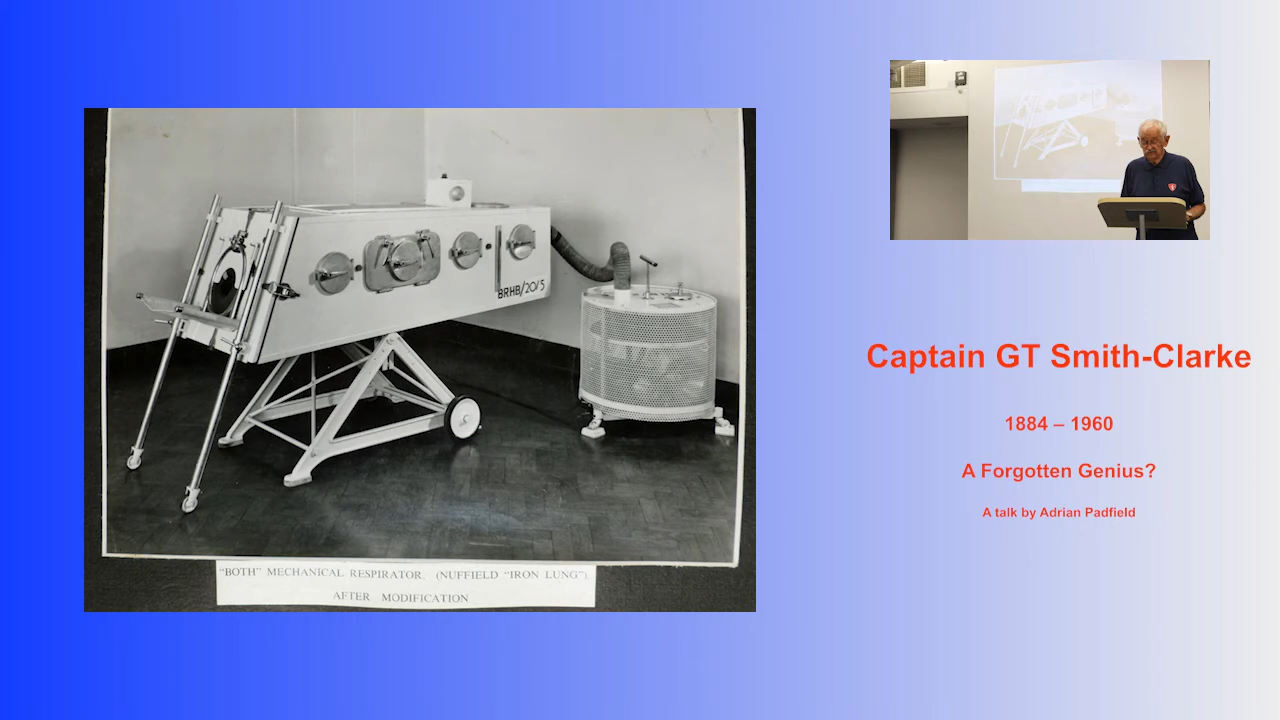 BRHB/20/5
"BOTH" MECHANICAL RESPIRATOR. (NUFFIELD "IRON LUNG").
AFTER MODIFICATION
Captain GT Smith-Clarke
1884 – 1960
A Forgotten Genius?
A talk by Adrian Padfield